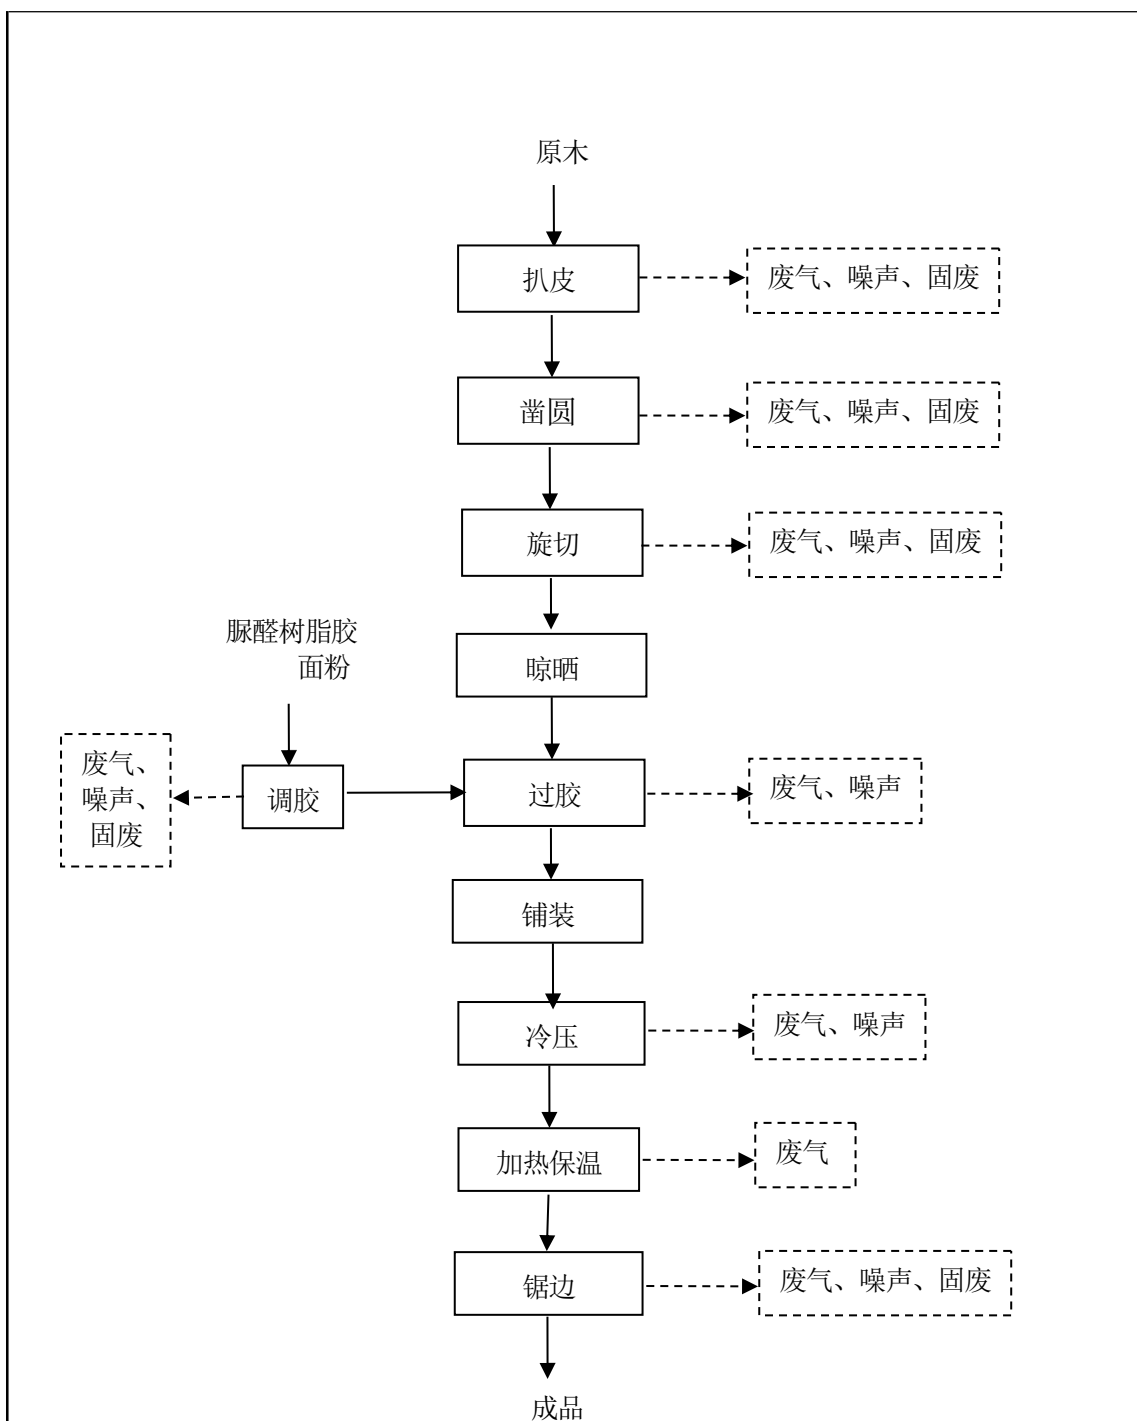 原木
扒皮
废气、噪声、固废
凿圆
废气、噪声、固废
旋切
废气、噪声、固废
脲醛树脂胶
面粉
晾晒
废气、
噪声、
固废
调胶
过胶
废气、噪声
铺装
冷压
废气、噪声
加热保温
废气
锯边
废气、噪声、固废
成品